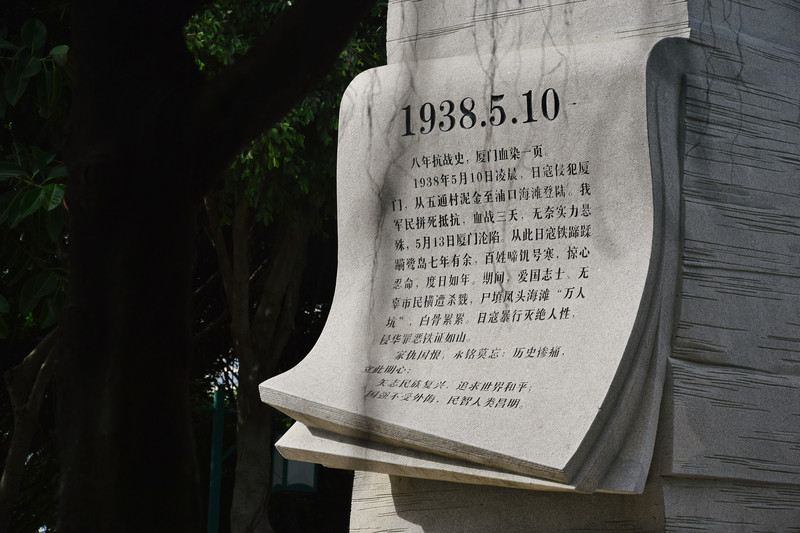 1938.5.10
八年抗战史，厦门血染一页。
1938年5月10日凌晨，日寇侵犯厦
门，从五通村泥金至浦口海滩登陆。我
军民拼死抵抗，血战三天，无奈实力悬
殊，5月13日厦门沦陷。从此日寇铁蹄蹂
躏鹭岛七年有余，百姓啼饥号寒，惊心
忍命，度日如年。期间，爱国志士、无
辜市民横遭杀戮，尸填凤头海滩“万人
坑”，白骨累累。日寇暴行灭绝人性，
侵华罪恶铁证如山。
家仇国恨，永铭莫忘；历史惨痛，
立此明心：
矢志民族复兴，追求世界和平；
国强不受外侮，民智人类昌明。